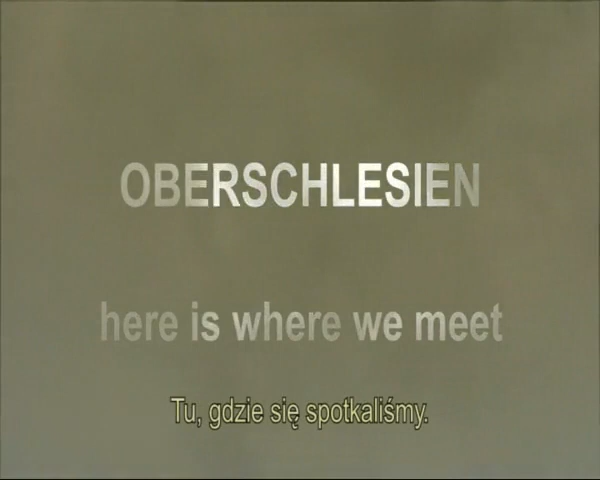 OBERSCHLESIEN
here is where we meet
Tu, gdzie się spotkaliśmy.